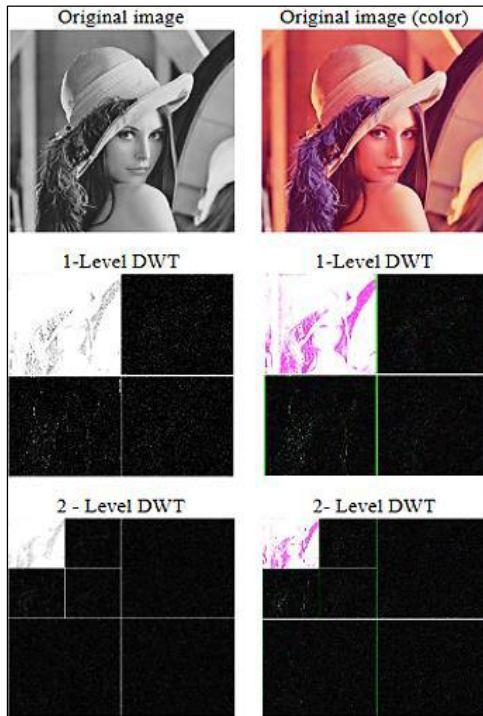 Original image
Original image (color)
1-Level DWT
1-Level DWT
2 - Level DWT
2- Level DWT